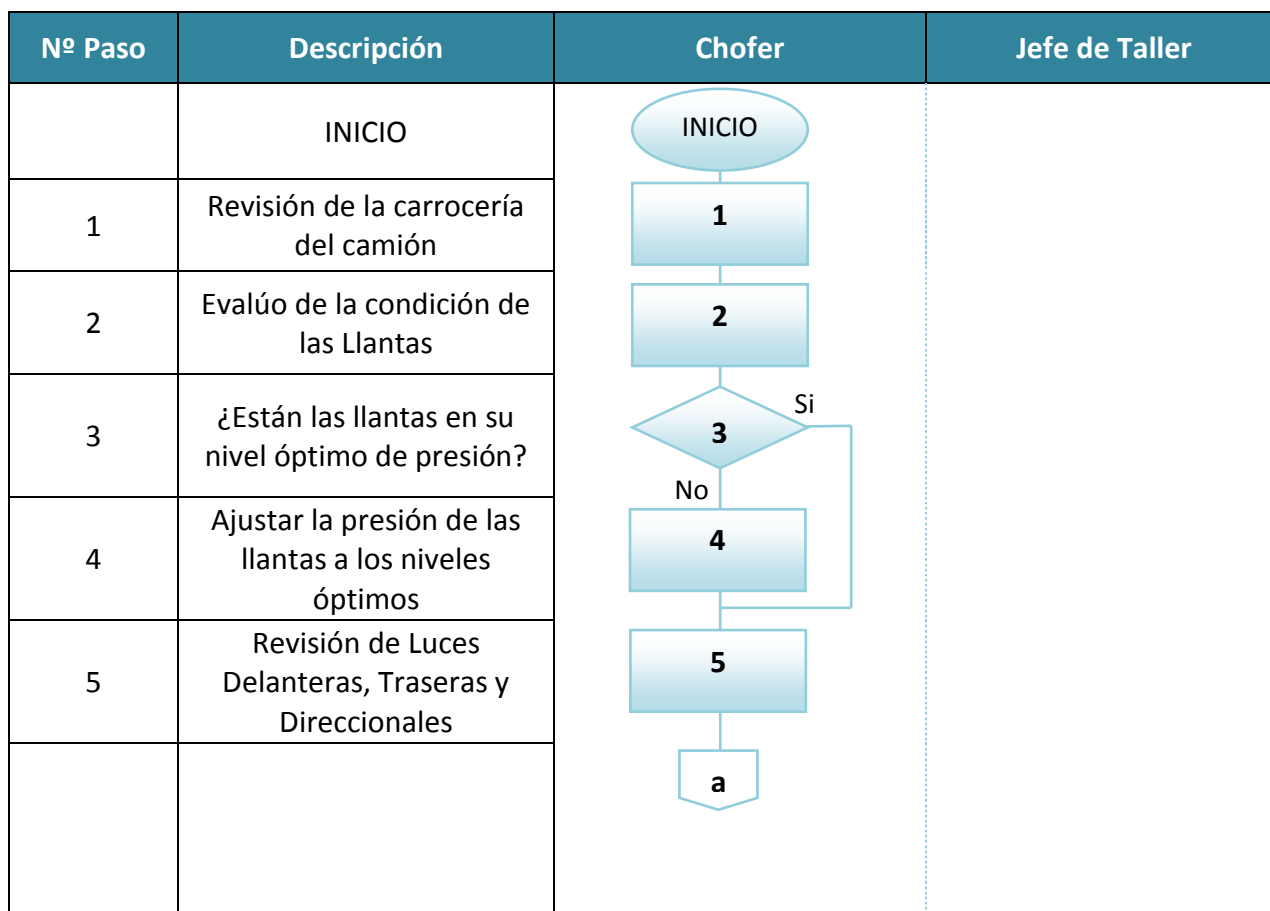 Nº Paso Descripción Chofer Jefe de Taller
INICIO INICIO
1 Revisión de la carrocería
del camión 1
2 Evalúo de la condición de
las Llantas 2
3 ¿Están las llantas en su
nivel óptimo de presión? 3 Si
No
4 Ajustar la presión de las
llantas a los niveles
óptimos 4
5 Revisión de Luces
Delanteras, Traseras y
Direccionales 5
a